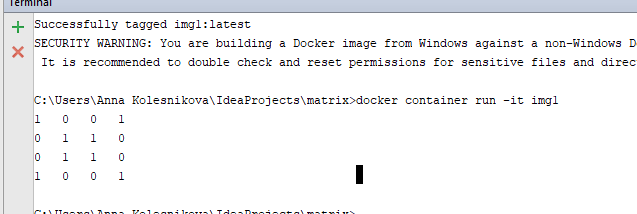 Terminal
Successfully tagged img1:latest
SECURITY WARNING: You are building a Docker image from Windows against a non-Windows
It is recommended to double check and reset permissions for sensitive files and
C:\Users\Anna Kolesnikova\IdeaProjects\matrix>docker container run -it img1
1 0 0 1
0 1 1 0
0 1 1 0
1 0 0 1
C:\Users\Anna Kolesnikova\IdeaProjects\matrix>